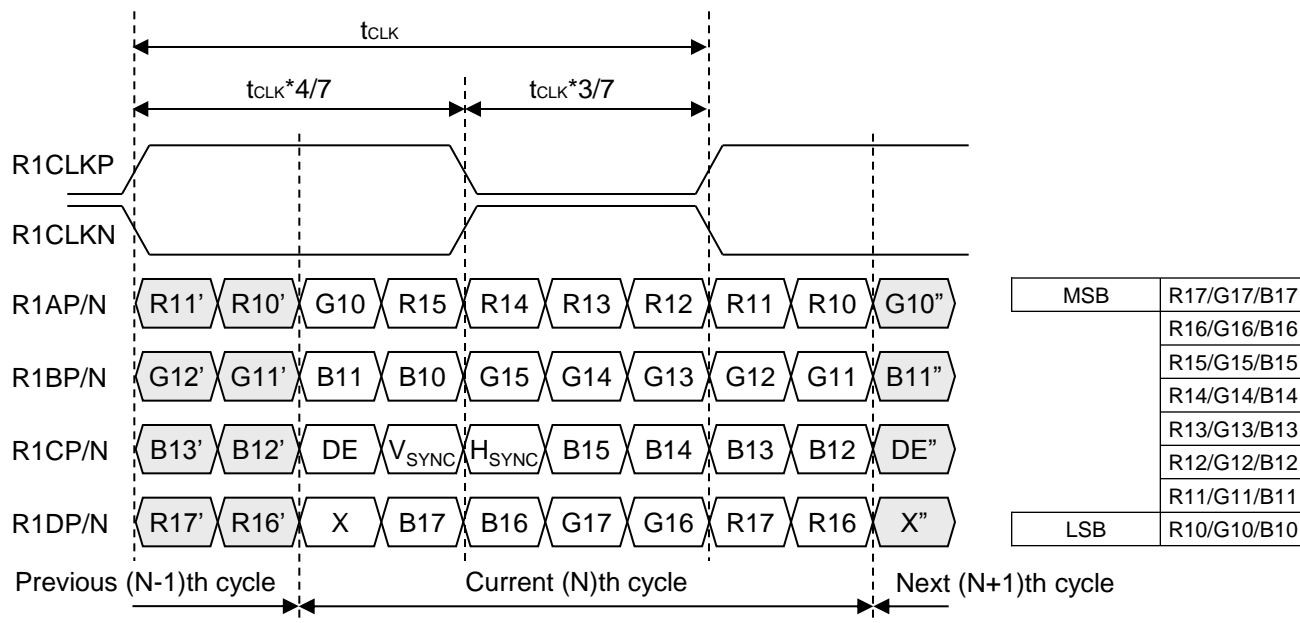 tCLK
tCLK*4/7 tCLK*3/7
R1CLKP
R1CLKN
R1AP/N R11’ R10’ G10 R15 R14 R13 R12 R11 R10 G10”
R1BP/N G12’ G11’ B11 B10 G15 G14 G13 G12 G11 B11”
R1CP/N B13’ B12’ DE VSYNC HSYNC B15 B14 B13 B12 DE”
R1DP/N R17’ R16’ X B17 B16 G17 G16 R17 R16 X”
Previous (N-1)th cycle Current (N)th cycle Next (N+1)th cycle
MSB R17/G17/B17
R16/G16/B16
R15/G15/B15
R14/G14/B14
R13/G13/B13
R12/G12/B12
R11/G11/B11
LSB R10/G10/B10